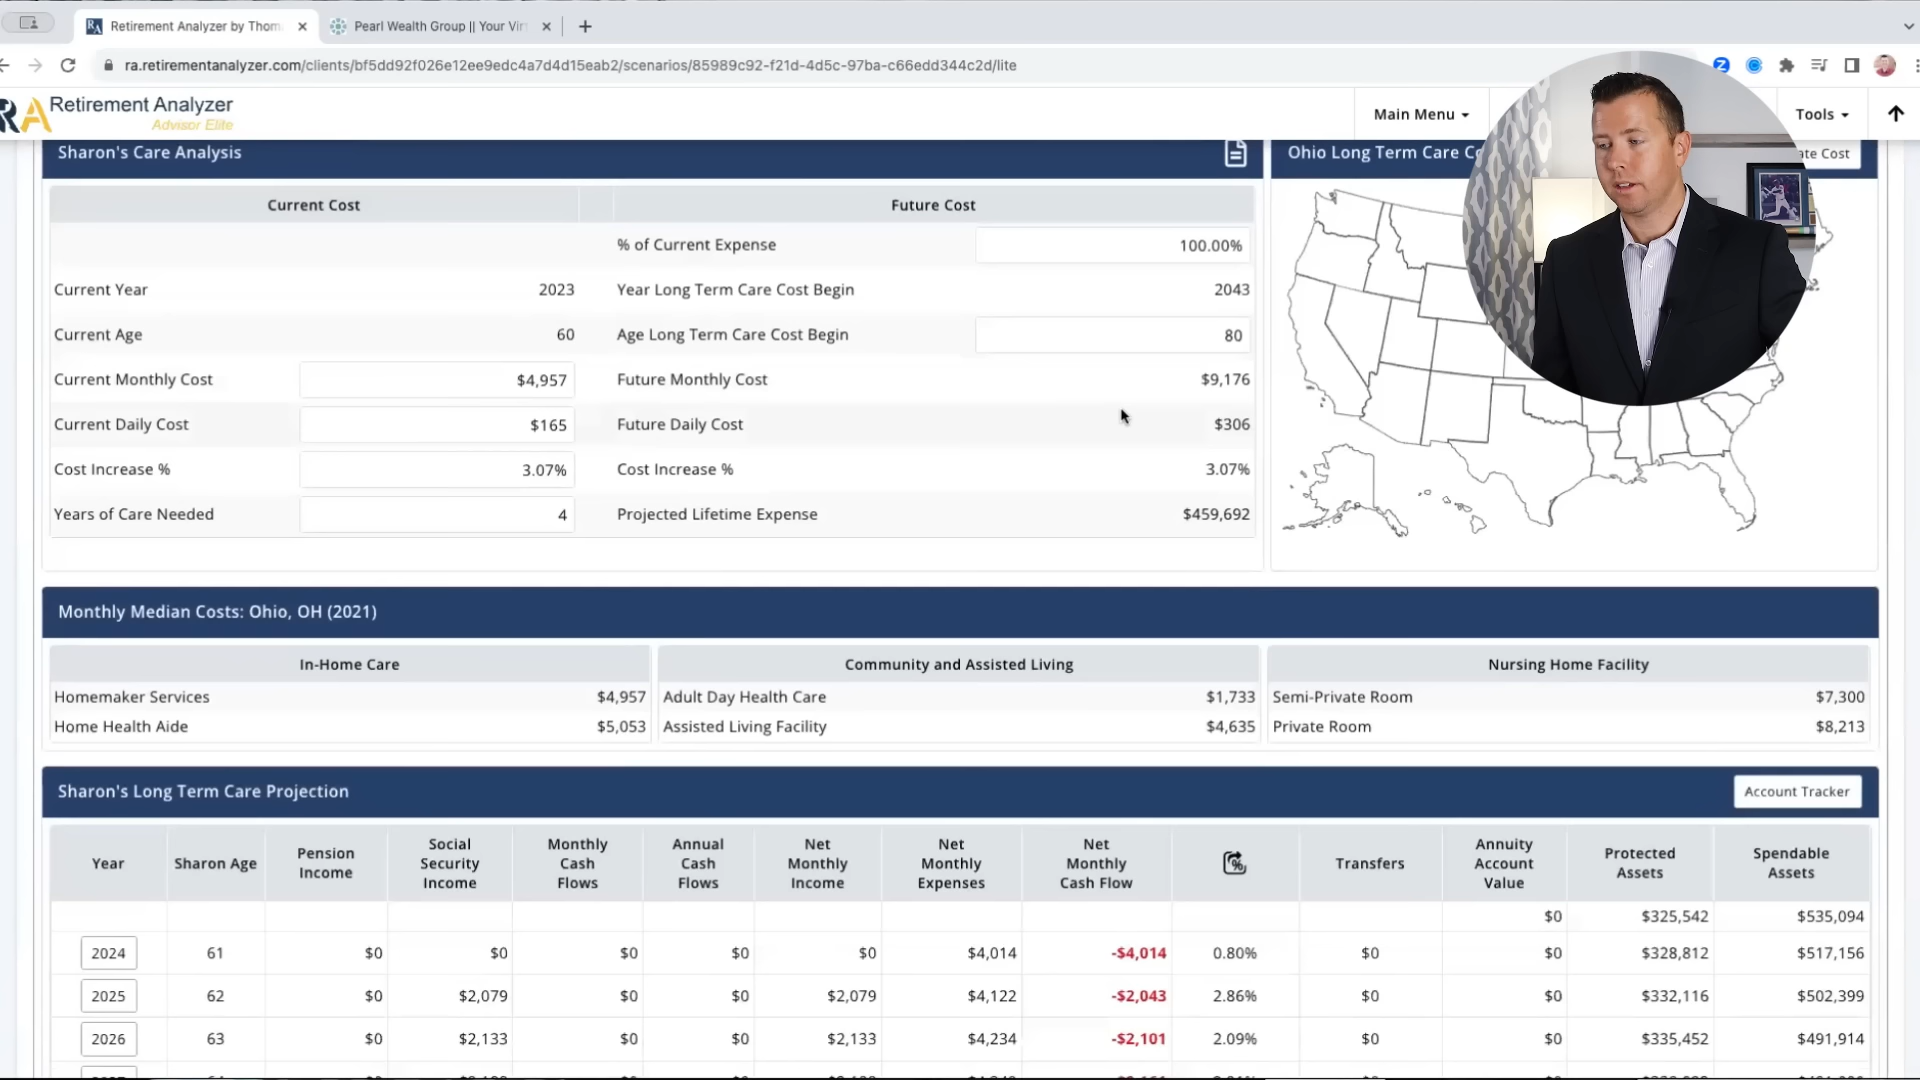 Retirement Analyzer by Thom
Pearl Wealth Group || Your Vir
ra.retirementanalyzer.com/clients/bf5dd92f026e12ee9edc4a7d4d15eab2/scenarios/85989c92-f21d-4d5c-97ba-c66edd344c2d/lite
RA Retirement Analyzer
Advisor Elite
Main Menu
Tools
Sharon's Care Analysis
Current Cost Future Cost
% of Current Expense 100.00%
Current Year 2023 Year Long Term Care Cost Begin 2043
Current Age 60 Age Long Term Care Cost Begin 80
Current Monthly Cost $4,957 Future Monthly Cost $9,176
Current Daily Cost $165 Future Daily Cost $306
Cost Increase % 3.07% Cost Increase % 3.07%
Years of Care Needed 4 Projected Lifetime Expense $459,692
Ohio Long Term Care Co
ate Cost
Monthly Median Costs: Ohio, OH (2021)
In-Home Care Community and Assisted Living Nursing Home Facility
Homemaker Services $4,957 Adult Day Health Care $1,733 Semi-Private Room $7,300
Home Health Aide $5,053 Assisted Living Facility $4,635 Private Room $8,213
Sharon's Long Term Care Projection Account Tracker
Year Sharon Age Pension Income Social Security Income Monthly Cash Flows Annual Cash Flows Net Monthly Income Net Monthly Expenses Net Monthly Cash Flow % Transfers Annuity Account Value Protected Assets Spendable Assets
$0 $325,542 $535,094
2024 61 $0 $0 $0 $0 $0 $4,014 -$4,014 0.80% $0 $0 $328,812 $517,156
2025 62 $0 $2,079 $0 $0 $2,079 $4,122 -$2,043 2.86% $0 $0 $332,116 $502,399
2026 63 $0 $2,133 $0 $0 $2,133 $4,234 -$2,101 2.09% $0 $0 $335,452 $491,914